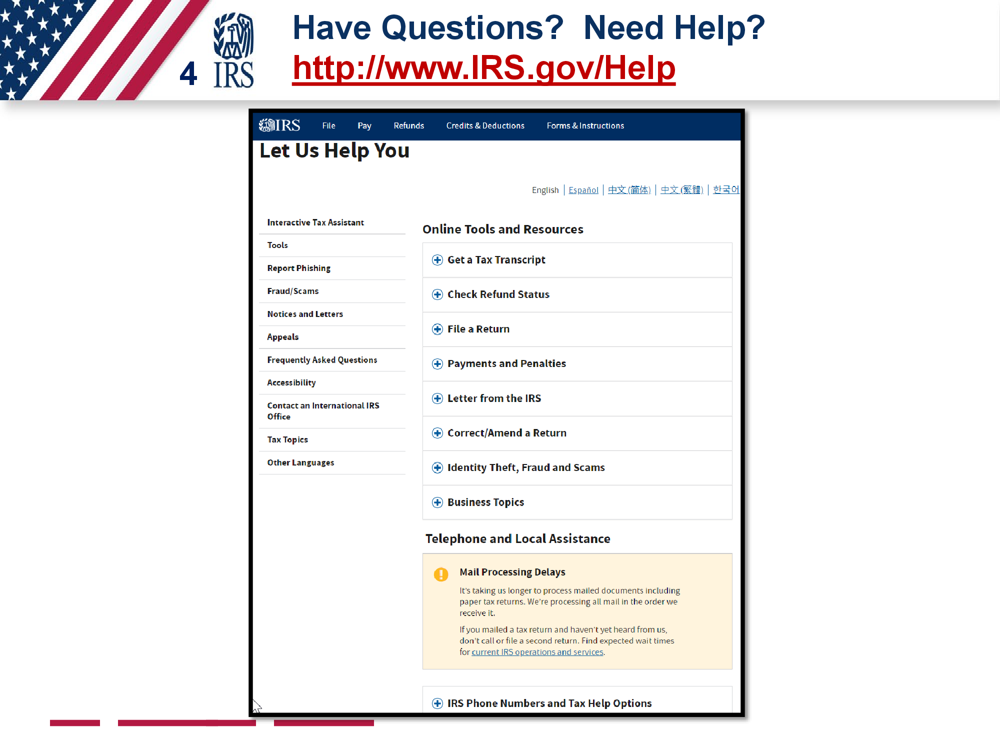 Have Questions?  Need Help?
http://www.IRS.gov/Help
4
IRS
IRS File Pay Refunds Credits & Deductions Forms & Instructions
Let Us Help You
English | Español | 中文 (简体) | 中文 (繁體) | 한국어
Interactive Tax Assistant
Tools
Report Phishing
Fraud/Scams
Notices and Letters
Appeals
Frequently Asked Questions
Accessibility
Contact an International IRS
Office
Tax Topics
Other Languages
Online Tools and Resources
Get a Tax Transcript
Check Refund Status
File a Return
Payments and Penalties
Letter from the IRS
Correct/Amend a Return
Identity Theft, Fraud and Scams
Business Topics
Telephone and Local Assistance
Mail Processing Delays
It's taking us longer to process mailed documents including
paper tax returns. We're processing all mail in the order we
receive it.
If you mailed a tax return and haven't yet heard from us,
don't call or file a second return. Find expected wait times
for current IRS operations and services.
IRS Phone Numbers and Tax Help Options